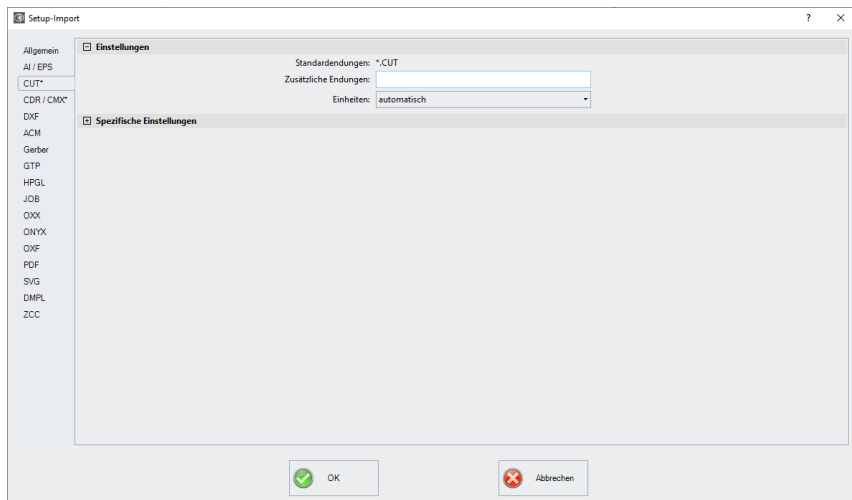 Setup-Import
?
Allgemein
AI / EPS
CUT*
CDR / CMX*
DXF
ACM
Gerber
GTP
HPGL
JOB
OXX
ONYX
OXF
PDF
SVG
DMPL
ZCC
Einstellungen
Standardendungen: *.CUT
Zusätzliche Endungen:
Einheiten: automatisch
Spezifische Einstellungen
OK
Abbrechen